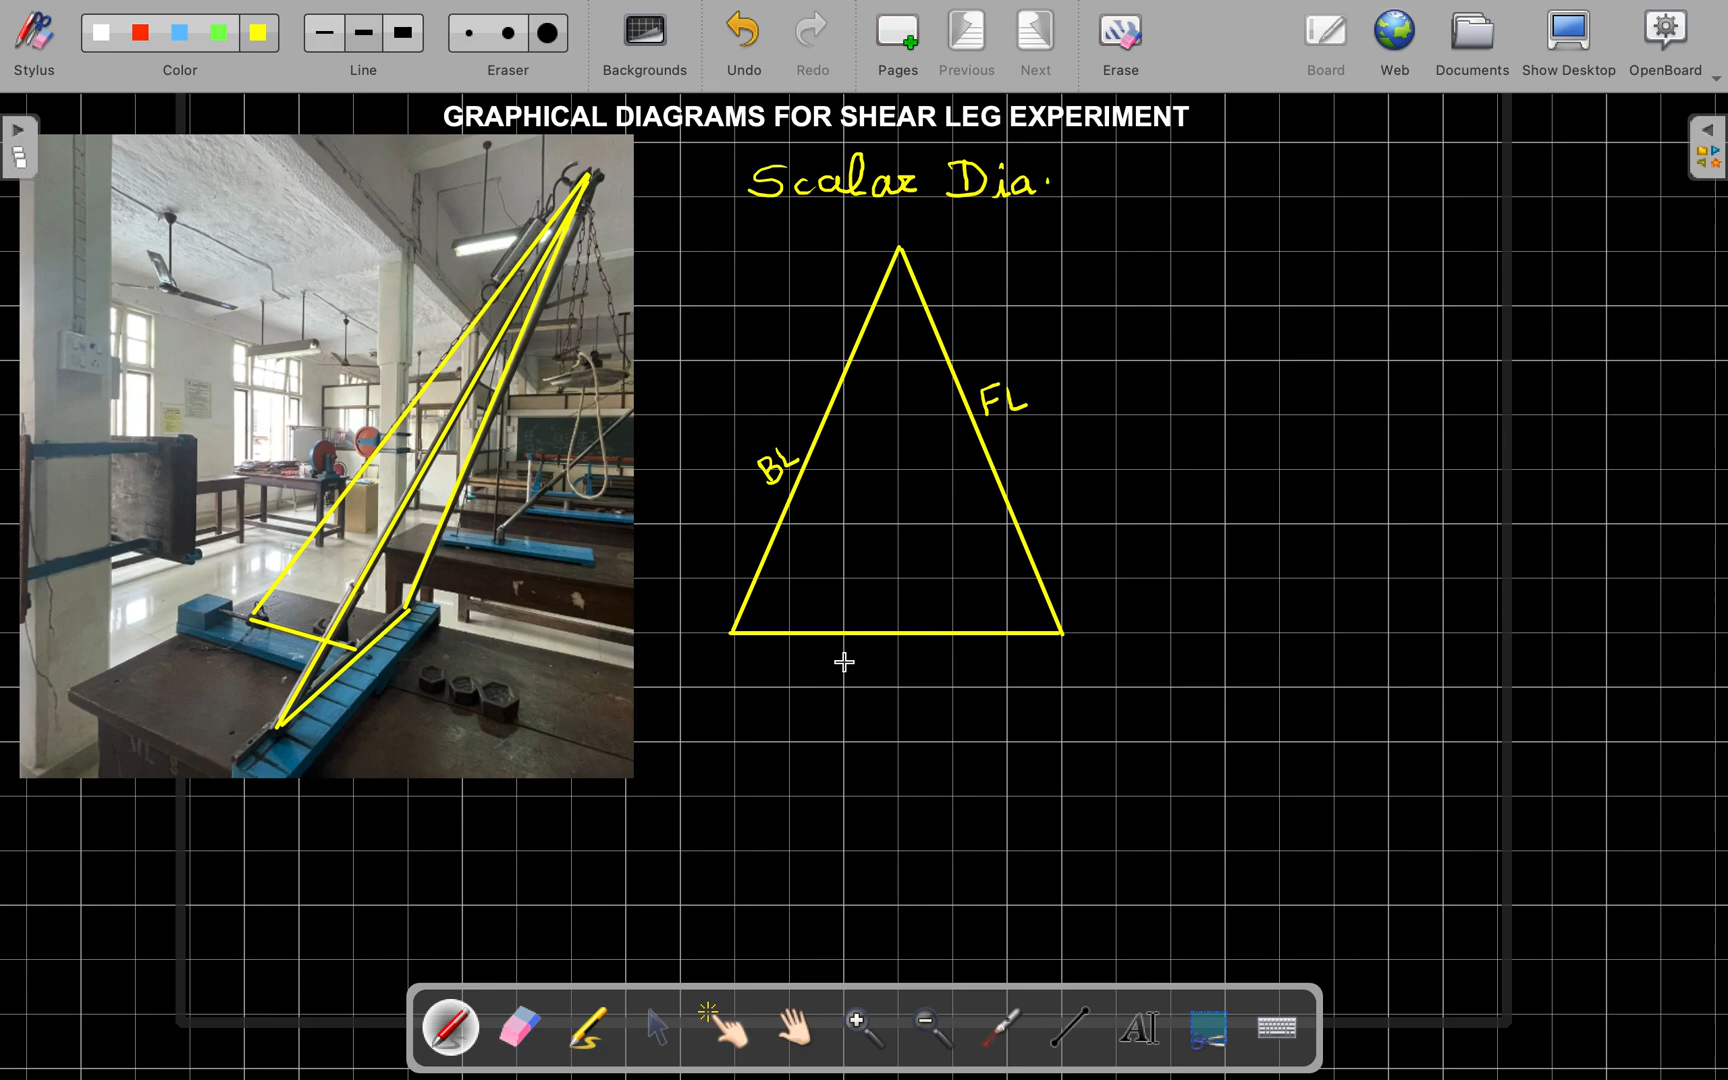 Stylus
Color
Line
Eraser
Backgrounds
Undo
Redo
Pages
Previous
Next
Erase
Board
Web
Documents
Show Desktop
OpenBoard
GRAPHICAL DIAGRAMS FOR SHEAR LEG EXPERIMENT
Scalar Dia.
FL
BL
AI